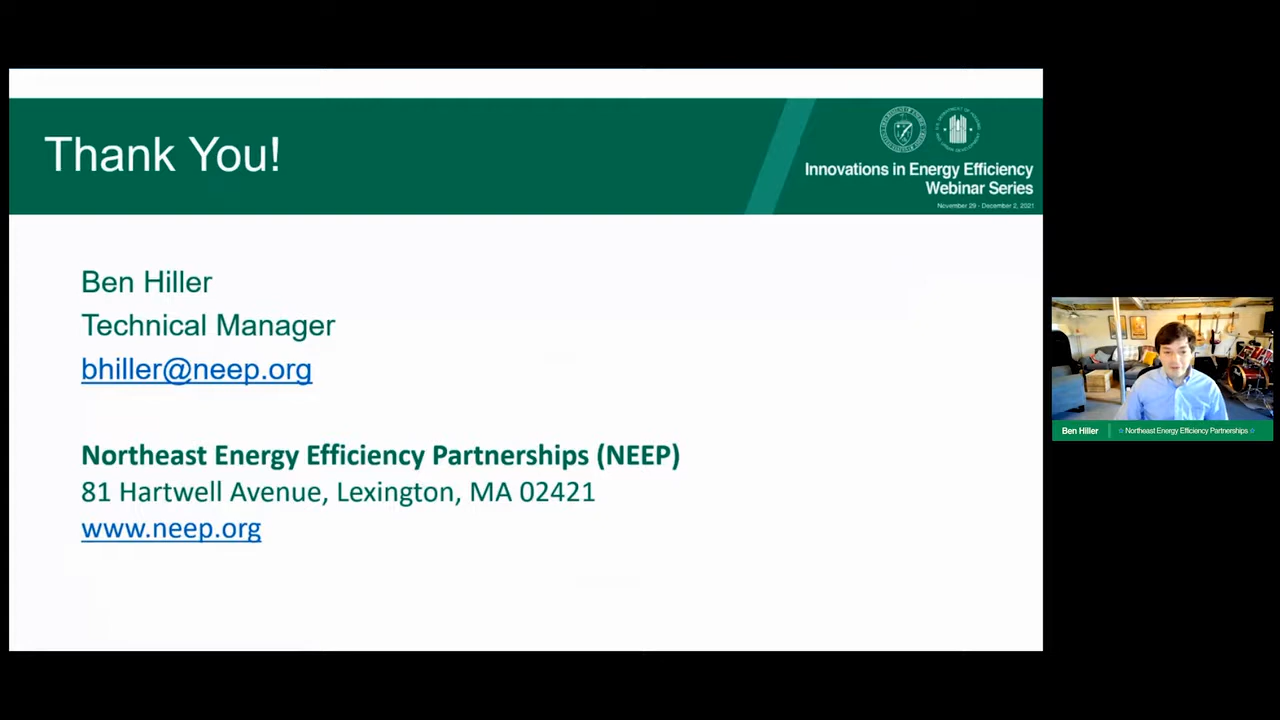 Thank You!
Innovations in Energy Efficiency
Webinar Series
November 29 - December 2, 2021
Ben Hiller
Technical Manager
bhiller@neep.org
Northeast Energy Efficiency Partnerships (NEEP)
81 Hartwell Avenue, Lexington, MA 02421
www.neep.org
Ben Hiller
Northeast Energy Efficiency Partnerships